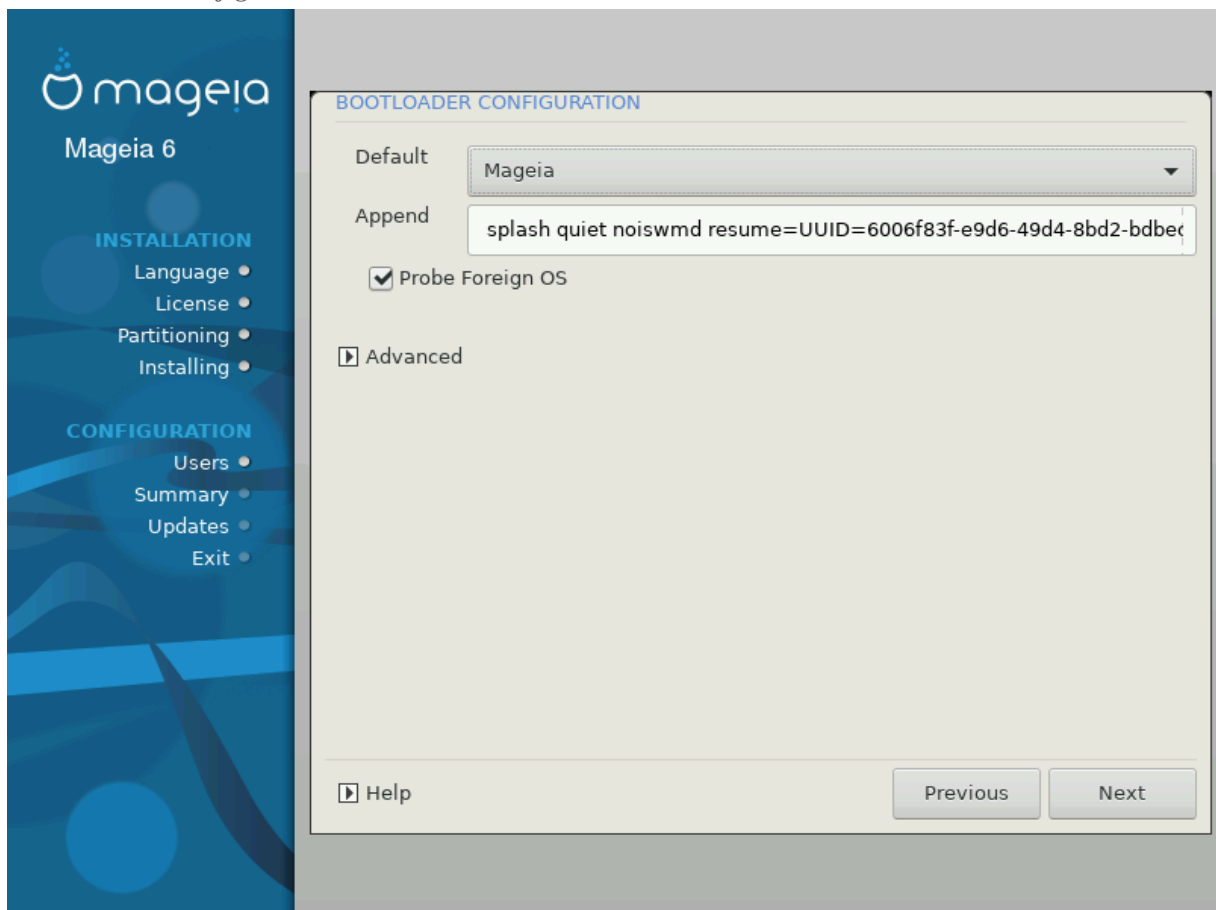 mageia
Mageia 6
INSTALLATION
Language
License
Partitioning
Installing
CONFIGURATION
Users
Summary
Updates
Exit
BOOTLOADER CONFIGURATION
Default
Mageia
Append
splash quiet noiswmd resume=UUID=6006f83f-e9d6-49d4-8bd2-bdbec
Probe Foreign OS
Advanced
Help
Previous
Next